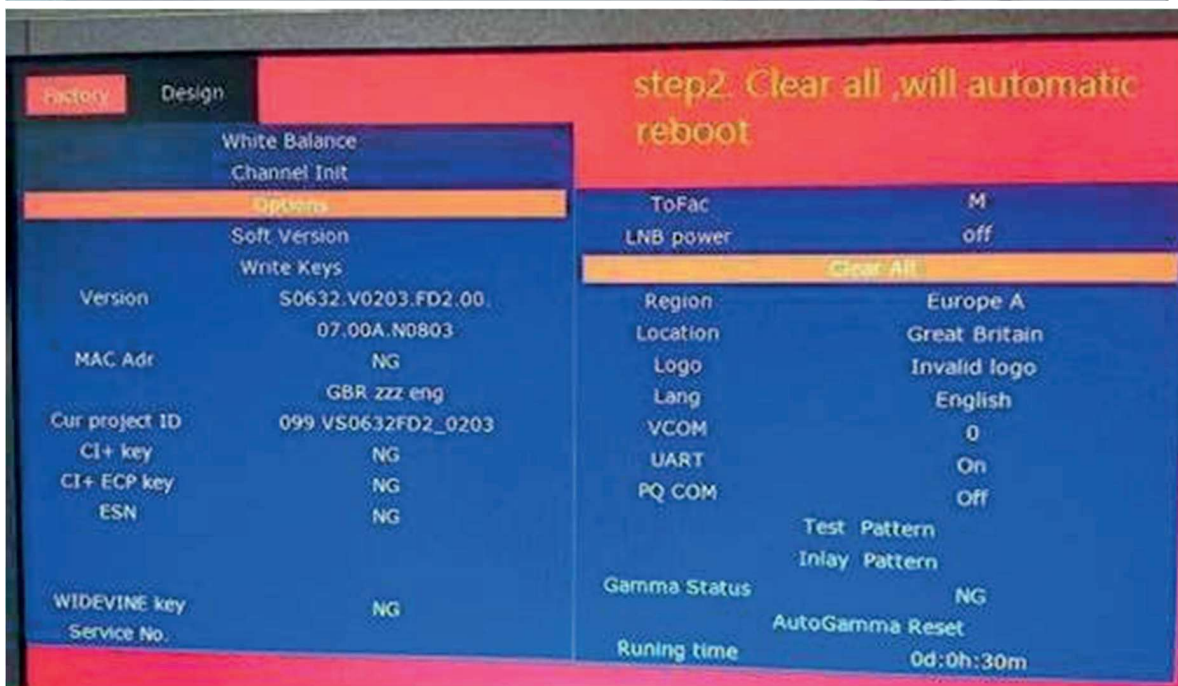 Factory Design
step2. Clear all ,will automatic
reboot
White Balance
Channel Init
Options
Soft Version
Write Keys
Version S0632.V0203.FD2.00.
07.00A.N0803
MAC Adr NG
GBR zzz eng
Cur project ID 099 VS0632FD2_0203
CI+ key NG
CI+ ECP key NG
ESN NG
WIDEVINE key NG
Service No.
ToFac M
LNB power off
Clear All
Region Europe A
Location Great Britain
Logo Invalid logo
Lang English
VCOM 0
UART On
PQ COM Off
Test Pattern
Inlay Pattern
Gamma Status NG
AutoGamma Reset
Runing time 0d:0h:30m